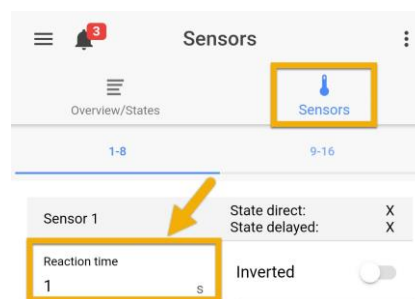 3
Sensors
Overview/States
Sensors
1-8
9-16
Sensor 1
State direct: X
State delayed: X
Reaction time
1 s
Inverted